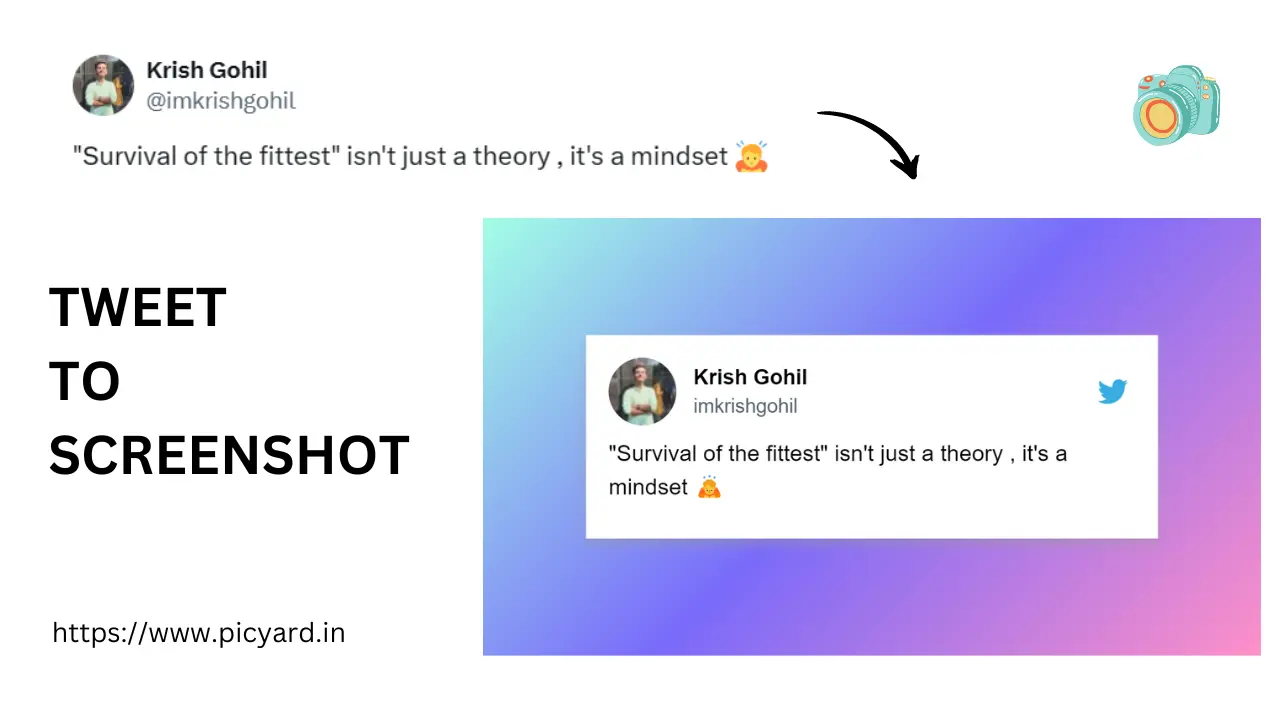 Krish Gohil
@imkrishgohil
"Survival of the fittest" isn't just a theory , it's a mindset 🙇
TWEET
TO
SCREENSHOT
Krish Gohil
imkrishgohil
"Survival of the fittest" isn't just a theory , it's a
mindset 🙇
https://www.picyard.in